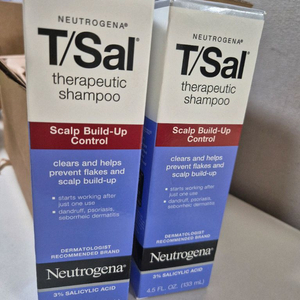 NEUTROGENA®
T/Sal®
therapeutic
shampoo
Scalp Build-Up
Control
clears and helps
prevent flakes and
scalp build-up
• starts working after
just one use
• dandruff, psoriasis,
seborrheic dermatitis
DERMATOLOGIST
RECOMMENDED BRAND
Neutrogena®
3% SALICYLIC ACID
NEUTROGENA®
T/Sal®
therapeutic
shampoo
Scalp Build-Up
Control
clears and helps
prevent flakes and
scalp build-up
• starts working after
just one use
• dandruff, psoriasis,
seborrheic dermatitis
DERMATOLOGIST
RECOMMENDED BRAND
Neutrogena®
3% SALICYLIC ACID
4.5 FL. OZ. (133 mL)